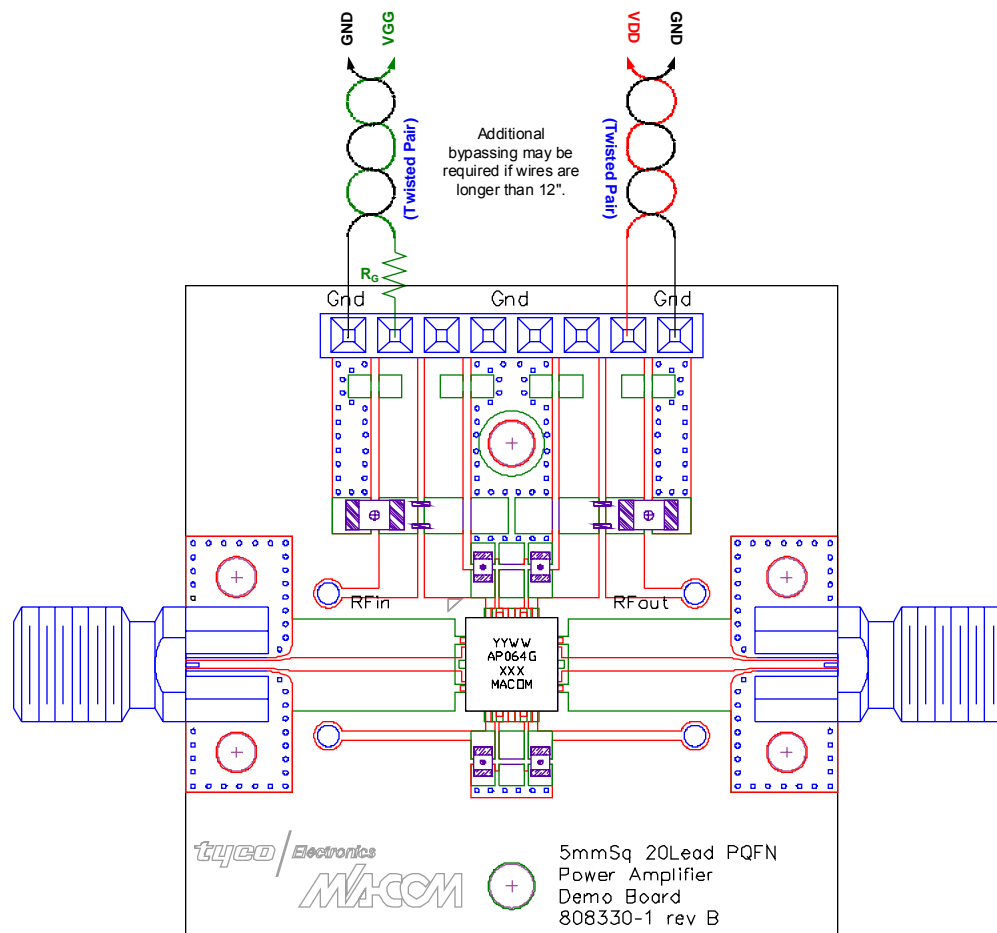 GND
VGG
VDD
GND
(Twisted Pair)
Additional
bypassing may be
required if wires are
longer than 12".
(Twisted Pair)
RG
Gnd
Gnd
Gnd
RFin
RFout
YYWW
AP064G
XXX
MACOM
tyco / Electronics
M/ACOM
5mmSq 20Lead PQFN
Power Amplifier
Demo Board
808330-1 rev B